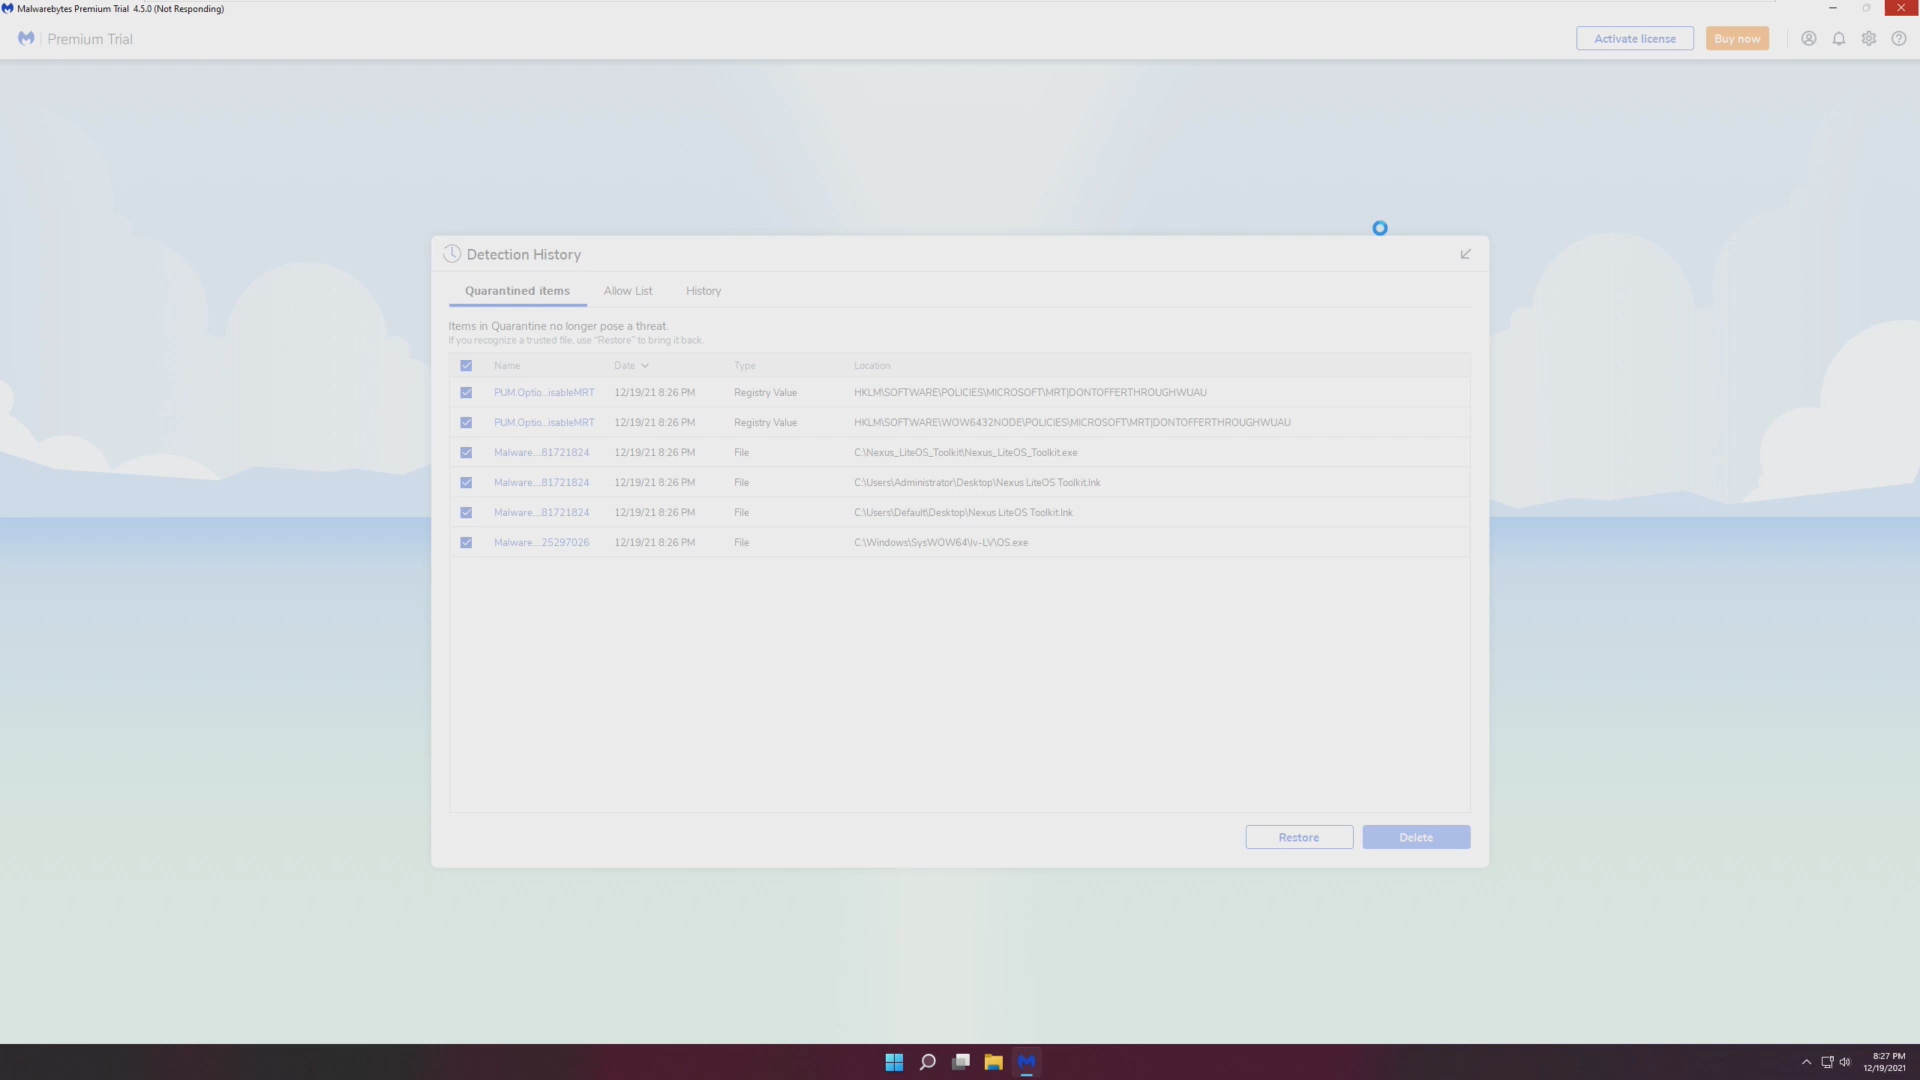 Malwarebytes Premium Trial 4.5.0 (Not Responding)
Premium Trial
Activate license
Buy now
Detection History
Quarantined items
Allow List
History
Items in Quarantine no longer pose a threat.
If you recognize a trusted file, use "Restore" to bring it back.
Name Date Type Location
PUM.Optio...isableMRT 12/19/21 8:26 PM Registry Value HKLM\SOFTWARE\POLICIES\MICROSOFT\MRT|DONTOFFERTHROUGHWUAU
PUM.Optio...isableMRT 12/19/21 8:26 PM Registry Value HKLM\SOFTWARE\WOW6432NODE\POLICIES\MICROSOFT\MRT|DONTOFFERTHROUGHWUAU
Malware....81721824 12/19/21 8:26 PM File C:\Nexus_LiteOS_Toolkit\Nexus_LiteOS_Toolkit.exe
Malware....81721824 12/19/21 8:26 PM File C:\Users\Administrator\Desktop\Nexus LiteOS Toolkit.lnk
Malware....81721824 12/19/21 8:26 PM File C:\Users\Default\Desktop\Nexus LiteOS Toolkit.lnk
Malware....25297026 12/19/21 8:26 PM File C:\Windows\SysWOW64\lv-LV\OS.exe
Restore
Delete
8:27 PM
12/19/2021